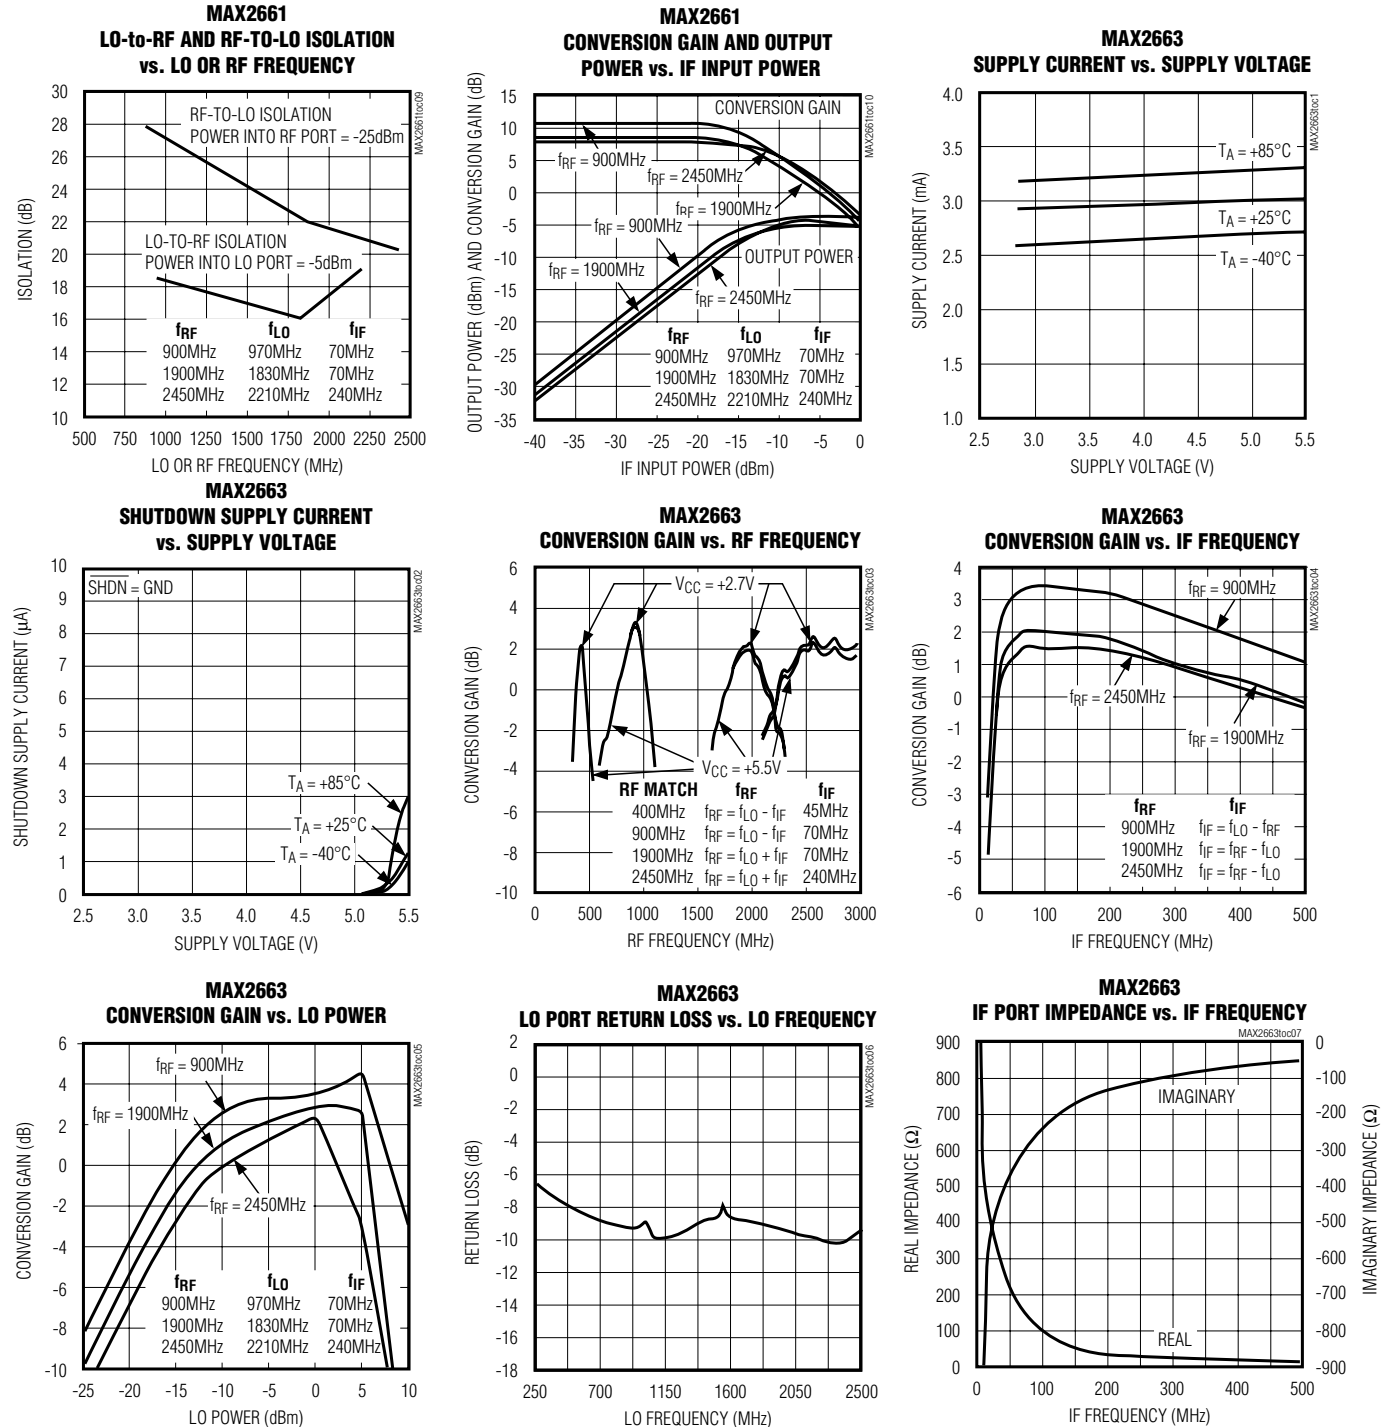 MAX2661
LO-to-RF AND RF-TO-LO ISOLATION
vs. LO OR RF FREQUENCY
MAX2661toc09
ISOLATION (dB)
30
28
26
24
22
20
18
16
14
12
10
RF-TO-LO ISOLATION
POWER INTO RF PORT = -25dBm
LO-TO-RF ISOLATION
POWER INTO LO PORT = -5dBm
fRF fLO fIF
900MHz 970MHz 70MHz
1900MHz 1830MHz 70MHz
2450MHz 2210MHz 240MHz
500 750 1000 1250 1500 1750 2000 2250 2500
LO OR RF FREQUENCY (MHz)
MAX2661
CONVERSION GAIN AND OUTPUT
POWER vs. IF INPUT POWER
MAX2661toc10
OUTPUT POWER (dBm) AND CONVERSION GAIN (dB)
15
10
5
0
-5
-10
-15
-20
-25
-30
-35
CONVERSION GAIN
fRF = 900MHz
fRF = 2450MHz
fRF = 1900MHz
fRF = 900MHz
OUTPUT POWER
fRF = 1900MHz
fRF = 2450MHz
fRF fLO fIF
900MHz 970MHz 70MHz
1900MHz 1830MHz 70MHz
2450MHz 2210MHz 240MHz
-40 -35 -30 -25 -20 -15 -10 -5 0
IF INPUT POWER (dBm)
MAX2663
SUPPLY CURRENT vs. SUPPLY VOLTAGE
MAX2663toc1
SUPPLY CURRENT (mA)
4.0
3.5
3.0
2.5
2.0
1.5
1.0
TA = +85°C
TA = +25°C
TA = -40°C
2.5 3.0 3.5 4.0 4.5 5.0 5.5
SUPPLY VOLTAGE (V)
MAX2663
SHUTDOWN SUPPLY CURRENT
vs. SUPPLY VOLTAGE
MAX2663toc02
SHUTDOWN SUPPLY CURRENT (µA)
10
9
8
7
6
5
4
3
2
1
0
SHDN = GND
TA = +85°C
TA = +25°C
TA = -40°C
2.5 3.0 3.5 4.0 4.5 5.0 5.5
SUPPLY VOLTAGE (V)
MAX2663
CONVERSION GAIN vs. RF FREQUENCY
MAX2663toc03
CONVERSION GAIN (dB)
6
4
2
0
-2
-4
-6
-8
-10
VCC = +2.7V
VCC = +5.5V
RF MATCH fRF fIF
400MHz fRF = fLO - fIF 45MHz
900MHz fRF = fLO - fIF 70MHz
1900MHz fRF = fLO + fIF 70MHz
2450MHz fRF = fLO + fIF 240MHz
0 500 1000 1500 2000 2500 3000
RF FREQUENCY (MHz)
MAX2663
CONVERSION GAIN vs. IF FREQUENCY
MAX2663toc04
CONVERSION GAIN (dB)
4
3
2
1
0
-1
-2
-3
-4
-5
-6
fRF = 900MHz
fRF = 2450MHz
fRF = 1900MHz
fRF fIF
900MHz fIF = fLO - fRF
1900MHz fIF = fRF - fLO
2450MHz fIF = fRF - fLO
0 100 200 300 400 500
IF FREQUENCY (MHz)
MAX2663
CONVERSION GAIN vs. LO POWER
MAX2663toc05
CONVERSION GAIN (dB)
6
4
2
0
-2
-4
-6
-8
-10
fRF = 900MHz
fRF = 1900MHz
fRF = 2450MHz
fRF fLO fIF
900MHz 970MHz 70MHz
1900MHz 1830MHz 70MHz
2450MHz 2210MHz 240MHz
-25 -20 -15 -10 -5 0 5 10
LO POWER (dBm)
MAX2663
LO PORT RETURN LOSS vs. LO FREQUENCY
MAX2663toc06
RETURN LOSS (dB)
2
0
-2
-4
-6
-8
-10
-12
-14
-16
-18
250 700 1150 1600 2050 2500
LO FREQUENCY (MHz)
MAX2663
IF PORT IMPEDANCE vs. IF FREQUENCY
MAX2663toc07
REAL IMPEDANCE (Ω)
900
800
700
600
500
400
300
200
100
0
IMAGINARY
REAL
0
-100
-200
-300
-400
-500
-600
-700
-800
-900
IMAGINARY IMPEDANCE (Ω)
0 100 200 300 400 500
IF FREQUENCY (MHz)